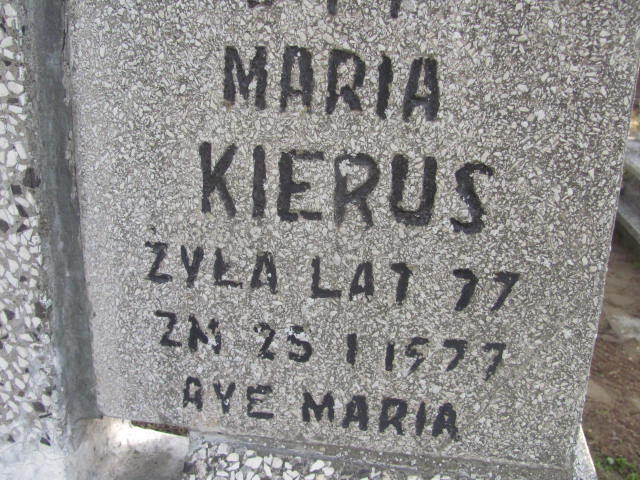 MARIA
KIERUS
ŻYŁA LAT 77
ZM 25 I 1977
AVE MARIA